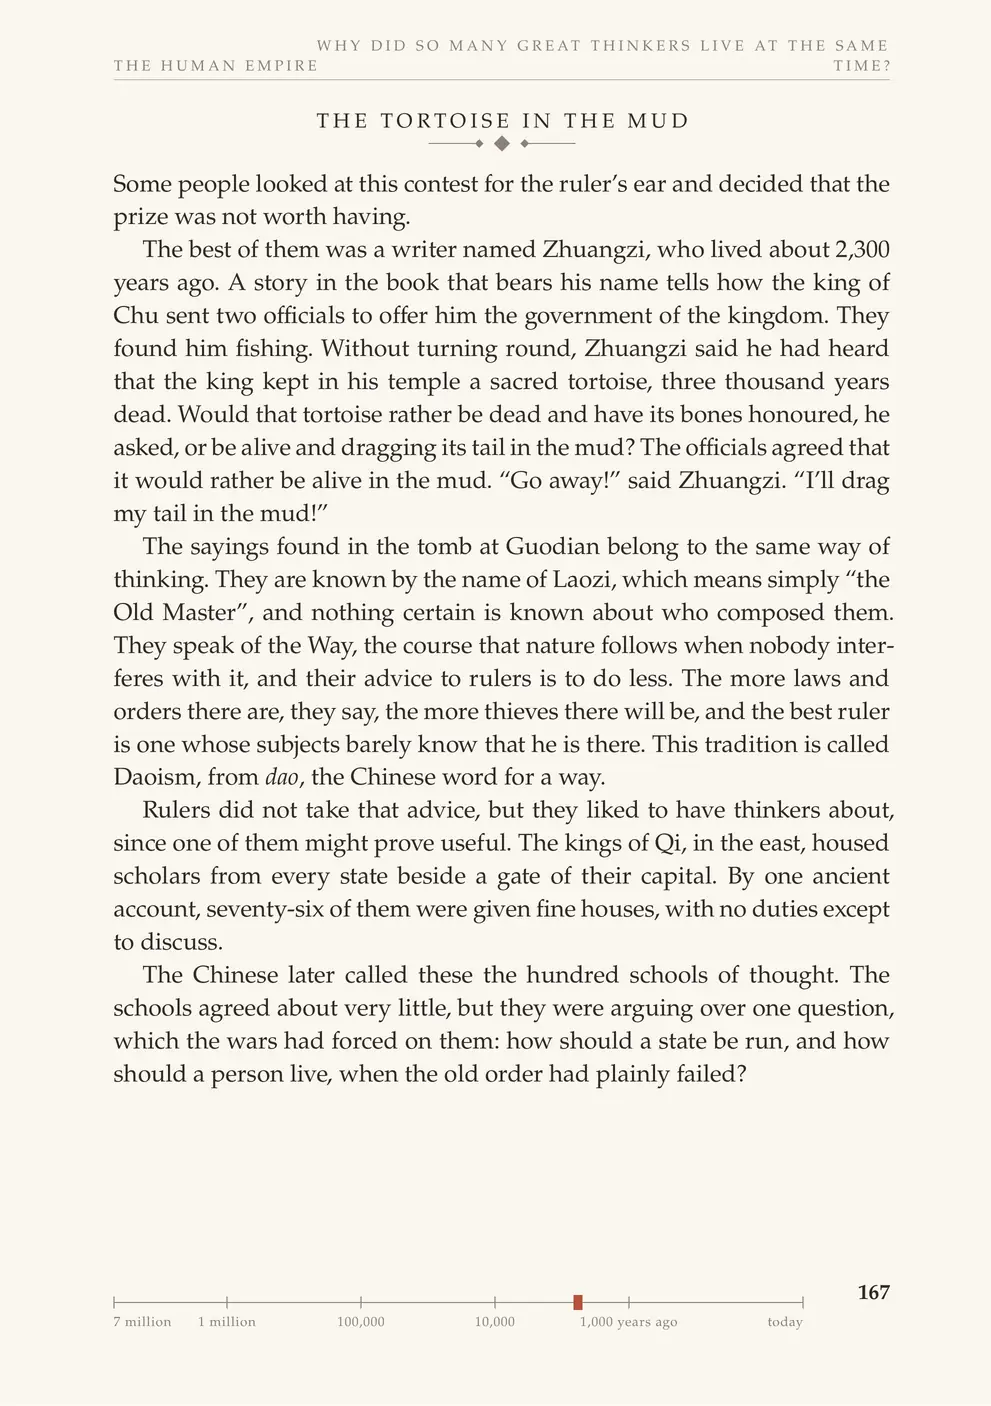 WHY DID SO MANY GREAT THINKERS LIVE AT THE SAME
THE HUMAN EMPIRE TIME?
THE TORTOISE IN THE MUD
Some people looked at this contest for the ruler’s ear and decided that the
prize was not worth having.
The best of them was a writer named Zhuangzi, who lived about 2,300
years ago. A story in the book that bears his name tells how the king of
Chu sent two officials to offer him the government of the kingdom. They
found him fishing. Without turning round, Zhuangzi said he had heard
that the king kept in his temple a sacred tortoise, three thousand years
dead. Would that tortoise rather be dead and have its bones honoured, he
asked, or be alive and dragging its tail in the mud? The officials agreed that
it would rather be alive in the mud. “Go away!” said Zhuangzi. “I’ll drag
my tail in the mud!”
The sayings found in the tomb at Guodian belong to the same way of
thinking. They are known by the name of Laozi, which means simply “the
Old Master”, and nothing certain is known about who composed them.
They speak of the Way, the course that nature follows when nobody inter-
feres with it, and their advice to rulers is to do less. The more laws and
orders there are, they say, the more thieves there will be, and the best ruler
is one whose subjects barely know that he is there. This tradition is called
Daoism, from dao, the Chinese word for a way.
Rulers did not take that advice, but they liked to have thinkers about,
since one of them might prove useful. The kings of Qi, in the east, housed
scholars from every state beside a gate of their capital. By one ancient
account, seventy-six of them were given fine houses, with no duties except
to discuss.
The Chinese later called these the hundred schools of thought. The
schools agreed about very little, but they were arguing over one question,
which the wars had forced on them: how should a state be run, and how
should a person live, when the old order had plainly failed?
167
7 million 1 million 100,000 10,000 1,000 years ago today